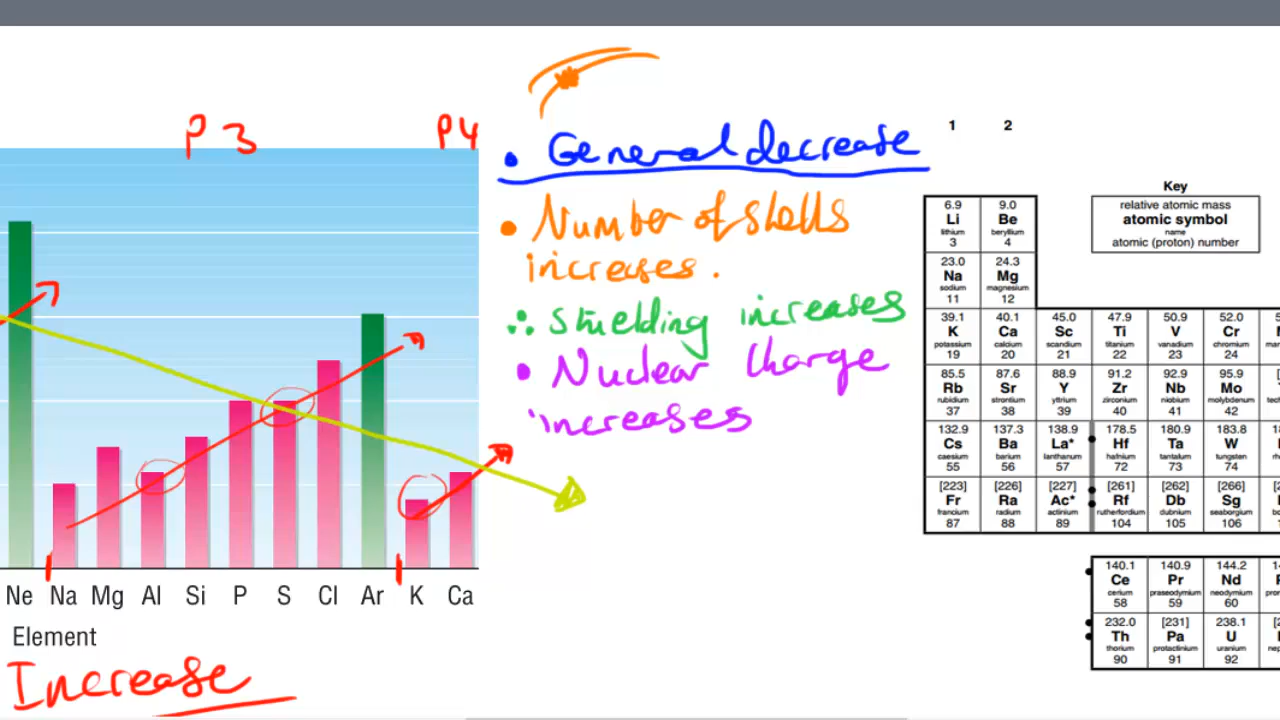 P 3
P4
Ne Na Mg Al Si P S Cl Ar K Ca
Element
Increase
• General decrease
• Number of shells
increases.
∴ Shielding increases
• Nuclear Charge
increases
1 2
Key
relative atomic mass
atomic symbol
name
atomic (proton) number
6.9 9.0
Li Be
lithium beryllium
3 4
23.0 24.3
Na Mg
sodium magnesium
11 12
39.1 40.1 45.0 47.9 50.9 52.0
K Ca Sc Ti V Cr
potassium calcium scandium titanium vanadium chromium
19 20 21 22 23 24
85.5 87.6 88.9 91.2 92.9 95.9
Rb Sr Y Zr Nb Mo
rubidium strontium yttrium zirconium niobium molybdenum
37 38 39 40 41 42
132.9 137.3 138.9 178.5 180.9 183.8
Cs Ba La* Hf Ta W
caesium barium lanthanum hafnium tantalum tungsten
55 56 57 72 73 74
[223] [226] [227] [261] [262] [266]
Fr Ra Ac* Rf Db Sg
francium radium actinium rutherfordium dubnium seaborgium
87 88 89 104 105 106
140.1 140.9 144.2
Ce Pr Nd
cerium praseodymium neodymium
58 59 60
232.0 [231] 238.1
Th Pa U
thorium protactinium uranium
90 91 92